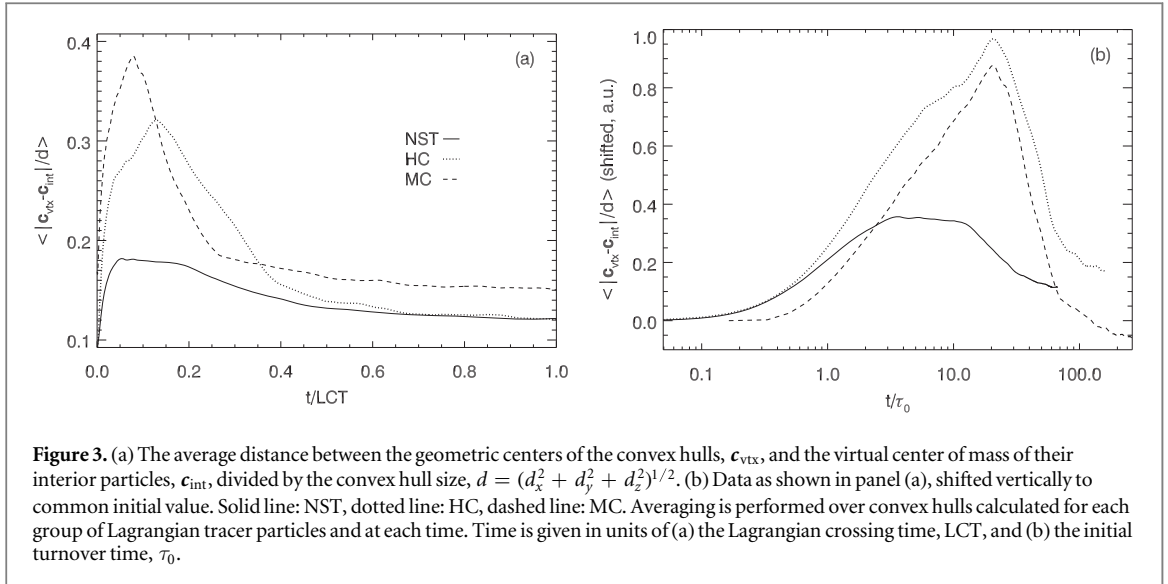 (a)
0.4
0.3
0.2
0.1
< |c_vtx-c_int|/d>
NST
HC
MC
0.0 0.2 0.4 0.6 0.8 1.0
t/LCT
(b)
1.0
0.8
0.6
0.4
0.2
0.0
< |c_vtx-c_int|/d> (shifted, a.u.)
0.1 1.0 10.0 100.0
t/τ₀
Figure 3. (a) The average distance between the geometric centers of the convex hulls, c_vtx, and the virtual center of mass of their
interior particles, c_int, divided by the convex hull size, d = (d_x^2 + d_y^2 + d_z^2)^{1/2}. (b) Data as shown in panel (a), shifted vertically to
common initial value. Solid line: NST, dotted line: HC, dashed line: MC. Averaging is performed over convex hulls calculated for each
group of Lagrangian tracer particles and at each time. Time is given in units of (a) the Lagrangian crossing time, LCT, and (b) the initial
turnover time, τ₀.